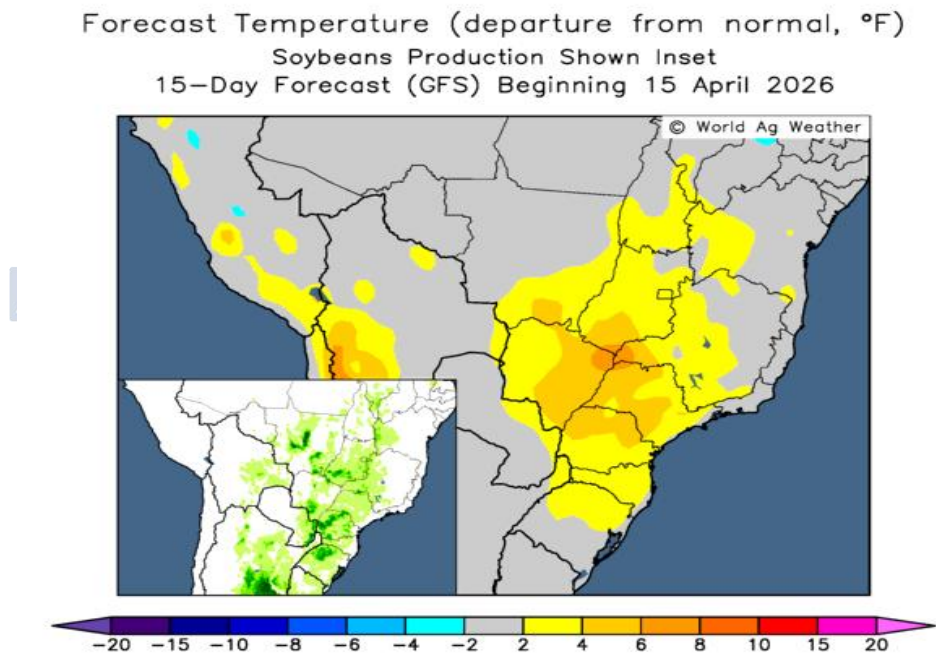 Forecast Temperature (departure from normal, °F)
Soybeans Production Shown Inset
15-Day Forecast (GFS) Beginning 15 April 2026
© World Ag Weather
-20 -15 -10 -8 -6 -4 -2 2 4 6 8 10 15 20